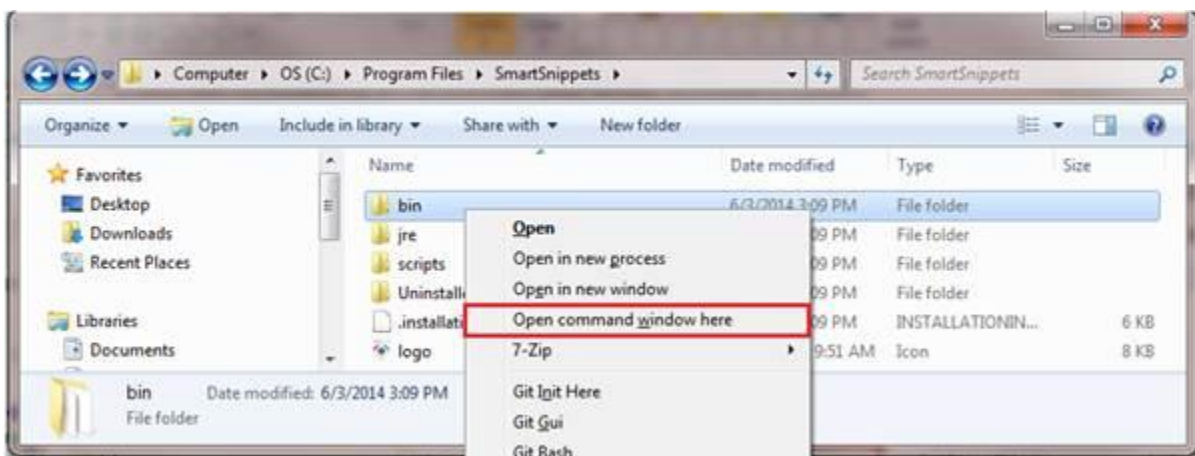 Computer ▸ OS (C:) ▸ Program Files ▸ SmartSnippets ▸ Search SmartSnippets
Organize Open Include in library Share with New folder
Name Date modified Type Size
Favorites
Desktop
Downloads
Recent Places
Libraries
Documents
bin 6/3/2014 3:09 PM File folder
jre 09 PM File folder
scripts 09 PM File folder
Uninstalle 09 PM File folder
.installati 09 PM INSTALLATIONIN... 6 KB
logo 9:51 AM Icon 8 KB
Open
Open in new process
Open in new window
Open command window here
7-Zip
Git Init Here
Git Gui
Git Bash
bin Date modified: 6/3/2014 3:09 PM
File folder